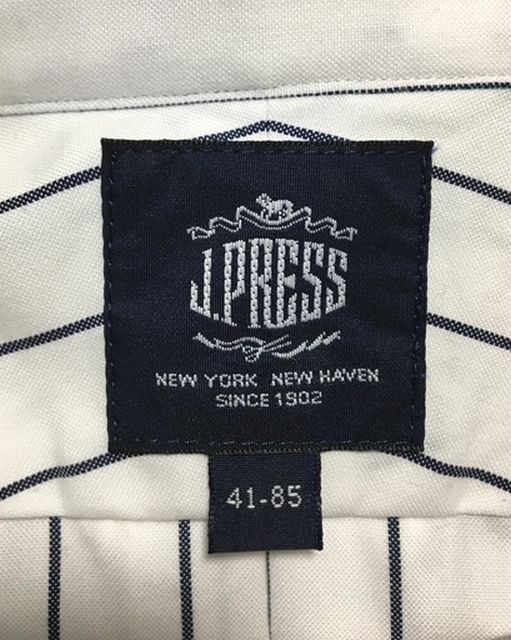 J.PRESS
NEW YORK NEW HAVEN
SINCE 1902
41-85